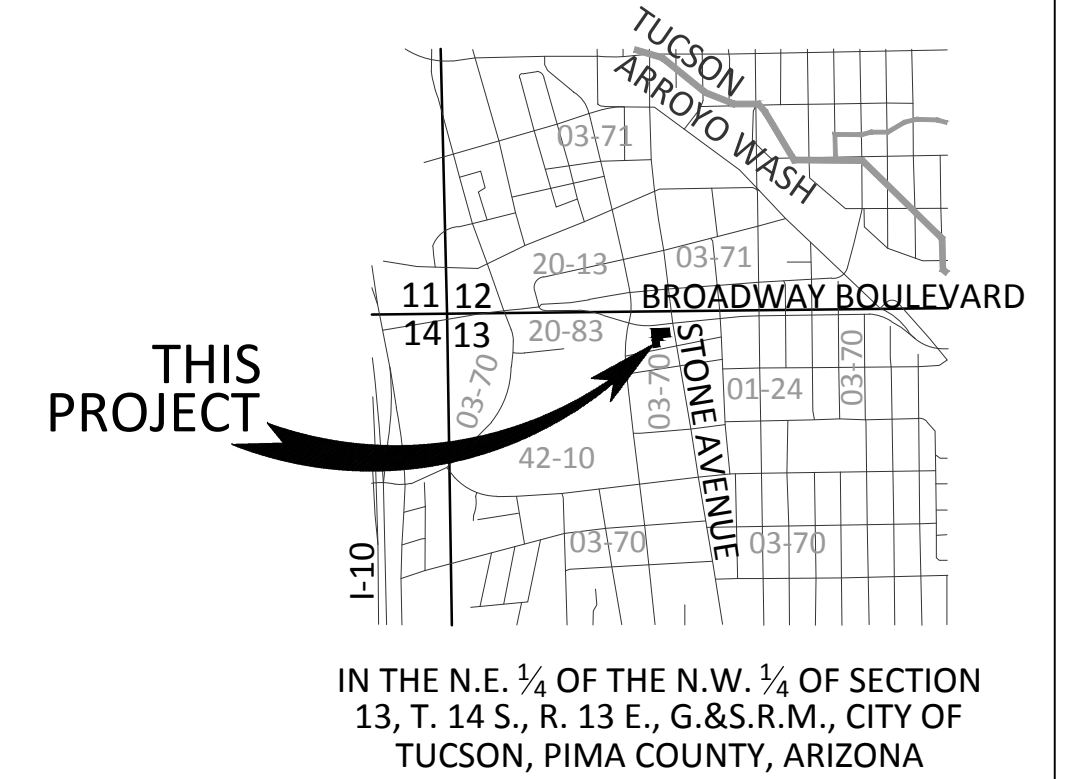 TUCSON
ARROYO WASH
03-71
20-13
03-71
11 12
BROADWAY BOULEVARD
14 13
20-83
THIS
PROJECT
03-70
03-70
STONE AVENUE
01-24
03-70
42-10
03-70
03-70
I-10
IN THE N.E. ¼ OF THE N.W. ¼ OF SECTION
13, T. 14 S., R. 13 E., G.&S.R.M., CITY OF
TUCSON, PIMA COUNTY, ARIZONA